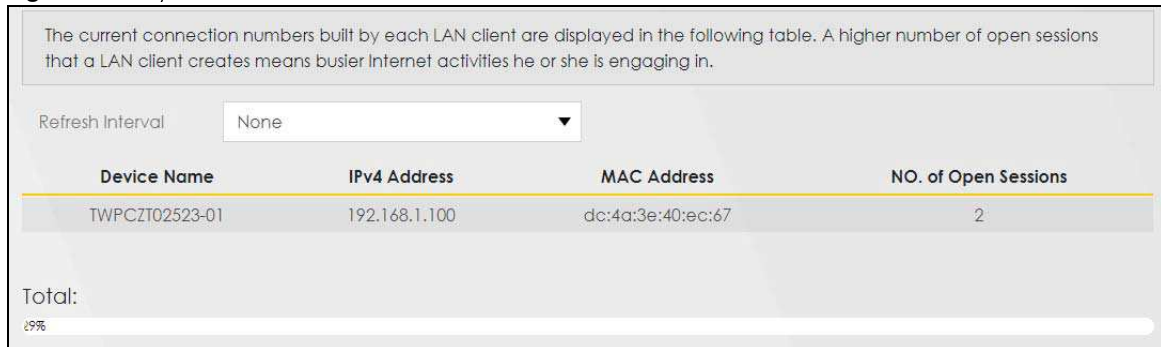 The current connection numbers built by each LAN client are displayed in the following table. A higher number of open sessions
that a LAN client creates means busier Internet activities he or she is engaging in.
Refresh Interval None
Device Name IPv4 Address MAC Address NO. of Open Sessions
TWPCZT02523-01 192.168.1.100 dc:4a:3e:40:ec:67 2
Total: